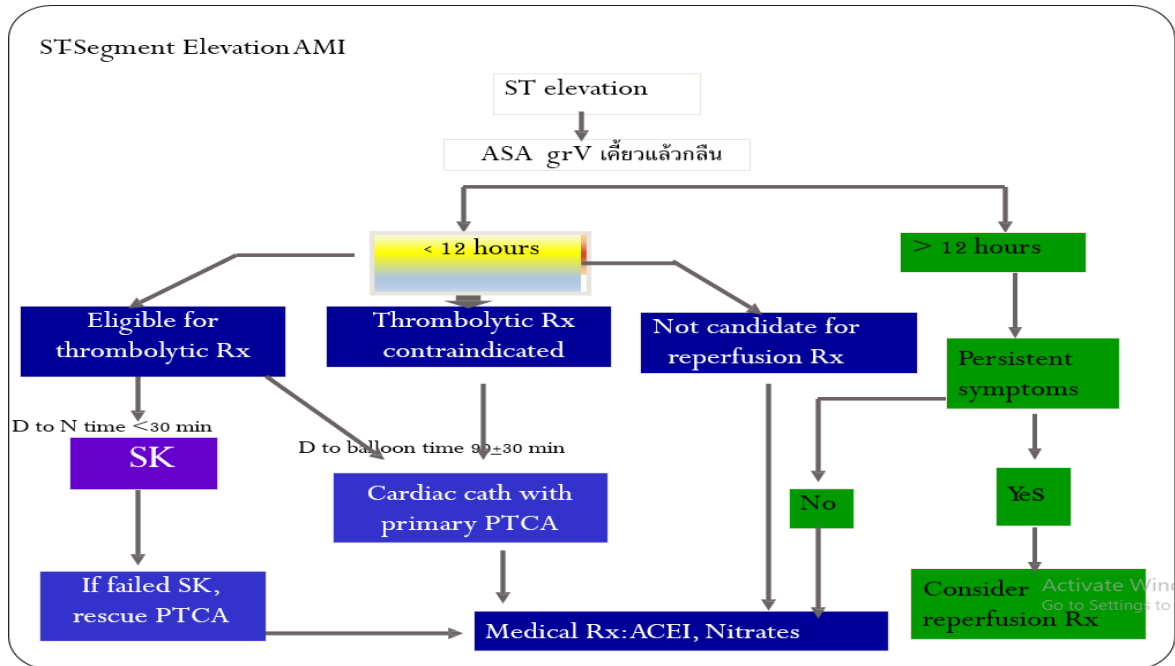 ST-Segment Elevation AMI
ST elevation
ASA grV เคี้ยวแล้วกลืน
< 12 hours
> 12 hours
Eligible for
thrombolytic Rx
Thrombolytic Rx
contraindicated
Not candidate for
reperfusion Rx
Persistent
symptoms
D to N time <30 min
SK
D to balloon time 90±30 min
Cardiac cath with
primary PTCA
No
YeS
If failed SK,
rescue PTCA
Medical Rx: ACEI, Nitrates
Consider
reperfusion Rx
Activate Wind
Go to Settings to